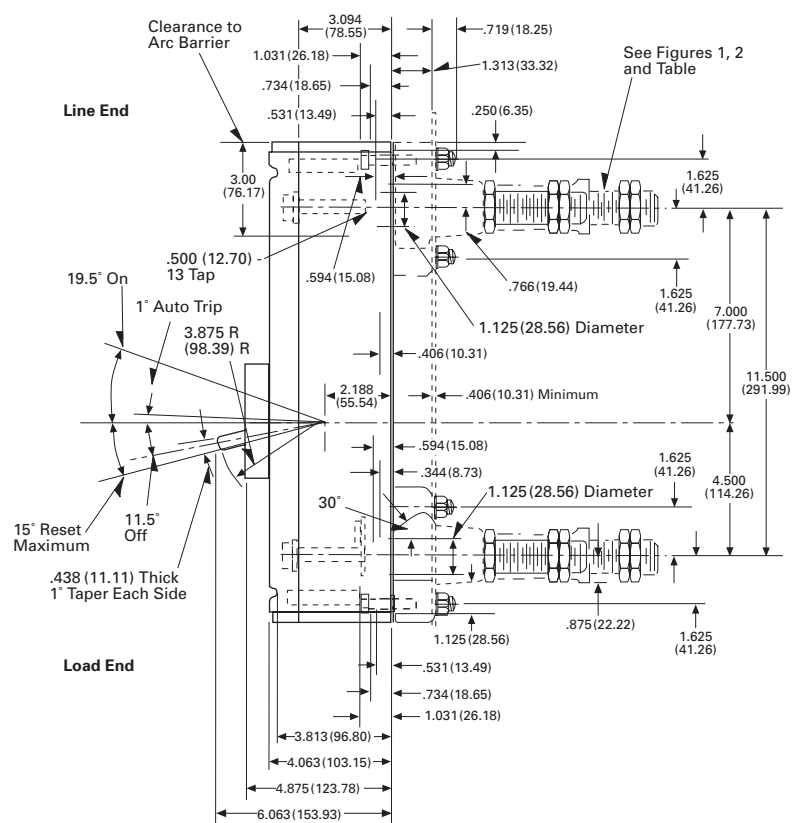 Clearance to
Arc Barrier
3.094
(78.55)
.719 (18.25)
1.031 (26.18)
1.313 (33.32)
See Figures 1, 2
and Table
.734 (18.65)
Line End
.531 (13.49)
.250 (6.35)
1.625
(41.26)
3.00
(76.17)
.500 (12.70)
13 Tap
.594 (15.08)
.766 (19.44)
1.625
(41.26)
19.5° On
1° Auto Trip
7.000
(177.73)
1.125 (28.56) Diameter
3.875 R
(98.39) R
.406 (10.31)
11.500
(291.99)
2.188
(55.54)
.406 (10.31) Minimum
.594 (15.08)
1.625
(41.26)
4.500
(114.26)
.344 (8.73)
1.125 (28.56) Diameter
30°
15° Reset
Maximum
11.5°
Off
.438 (11.11) Thick
1° Taper Each Side
.875 (22.22)
1.125 (28.56)
1.625
(41.26)
Load End
.531 (13.49)
.734 (18.65)
1.031 (26.18)
3.813 (96.80)
4.063 (103.15)
4.875 (123.78)
6.063 (153.93)